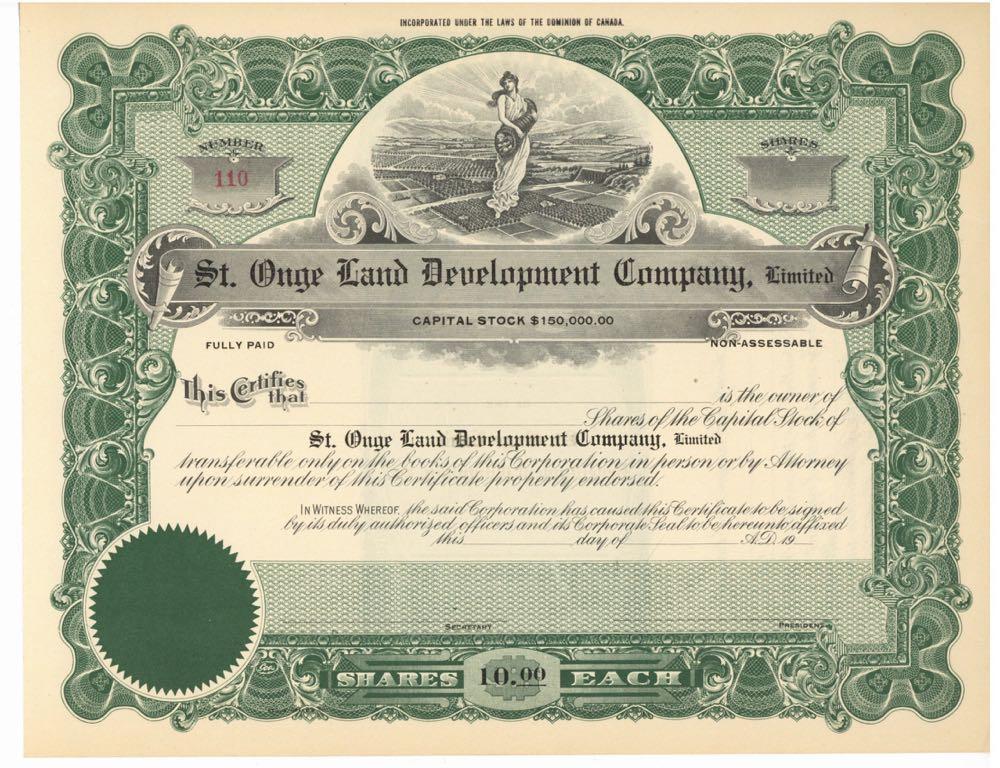 INCORPORATED UNDER THE LAWS OF THE DOMINION OF CANADA.
NUMBER
110
SHARES
St. Onge Land Development Company, Limited
CAPITAL STOCK $150,000.00
FULLY PAID
NON-ASSESSABLE
This Certifies that
is the owner of
Shares of the Capital Stock of
St. Onge Land Development Company, Limited
transferable only on the books of this Corporation in person or by Attorney
upon surrender of this Certificate properly endorsed.
IN WITNESS WHEREOF, the said Corporation has caused this Certificate to be signed
by its duly authorized officers and its Corporate Seal to be hereunto affixed
this day of A.D. 19
SECRETARY
PRESIDENT
SHARES 10.00 EACH